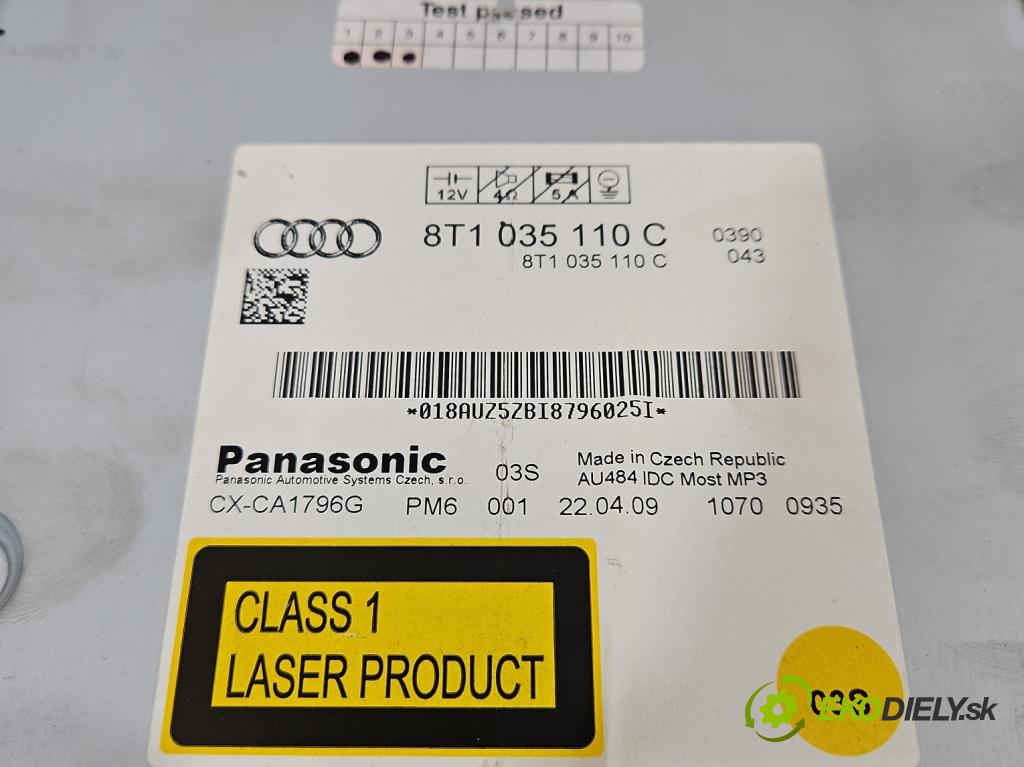 Test passed
1 2 3 4 5 6 7 8 9 10
12V 4Ω 5A
8T1 035 110 C 0390
8T1 035 110 C 043
*018AUZ5ZBI8796025I*
Panasonic 03S Made in Czech Republic
Panasonic Automotive Systems Czech, s.r.o. AU484 IDC Most MP3
CX-CA1796G PM6 001 22.04.09 1070 0935
CLASS 1
LASER PRODUCT
03S
EKODIELY.sk